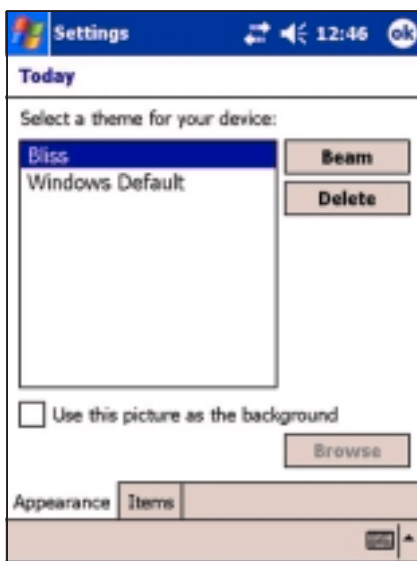 Settings 12:46 ok
Today
Select a theme for your device:
Bliss
Beam
Windows Default
Delete
Use this picture as the background
Browse
Appearance Items